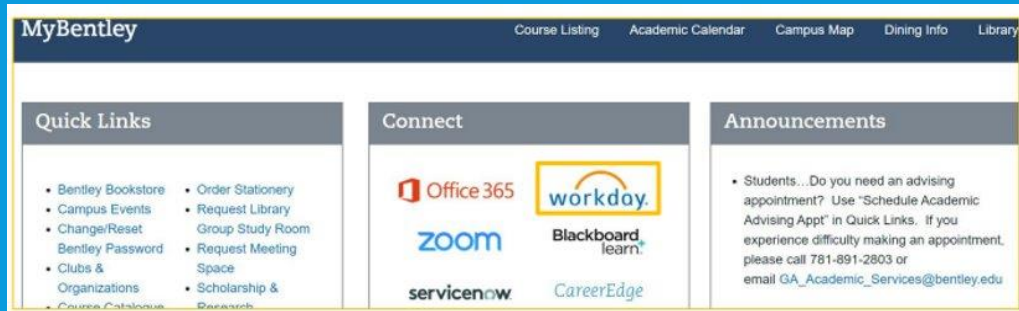 MyBentley
Course Listing
Academic Calendar
Campus Map
Dining Info
Library
Quick Links
• Bentley Bookstore
• Campus Events
• Change/Reset
Bentley Password
• Clubs &
Organizations
• Course Catalogue
• Order Stationery
• Request Library
Group Study Room
• Request Meeting
Space
• Scholarship &
Research
Connect
Office 365
workday.
zoom
Blackboard
learn+
servicenow
CareerEdge
Announcements
• Students…Do you need an advising
appointment? Use “Schedule Academic
Advising Appt” in Quick Links. If you
experience difficulty making an appointment,
please call 781-891-2803 or
email GA_Academic_Services@bentley.edu